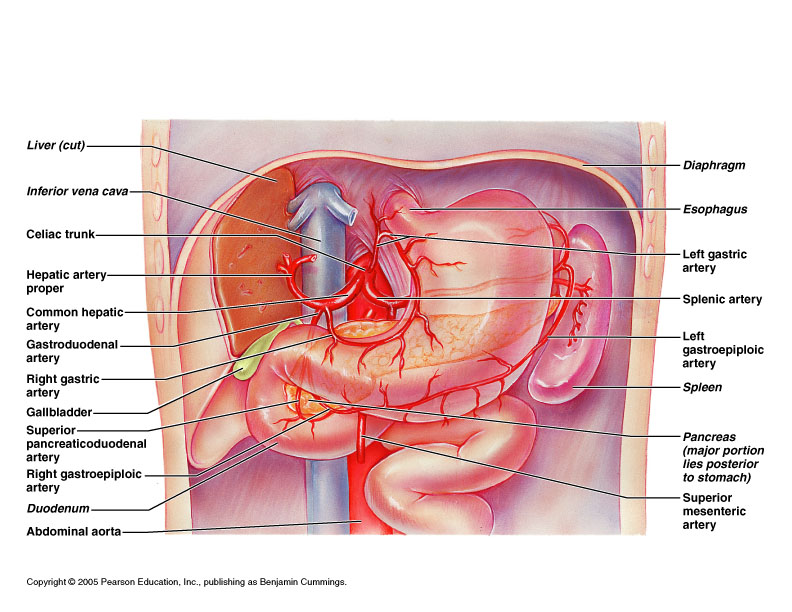 Liver (cut)
Inferior vena cava
Celiac trunk
Hepatic artery
proper
Common hepatic
artery
Gastroduodenal
artery
Right gastric
artery
Gallbladder
Superior
pancreaticoduodenal
artery
Right gastroepiploic
artery
Duodenum
Abdominal aorta
Diaphragm
Esophagus
Left gastric
artery
Splenic artery
Left
gastroepiploic
artery
Spleen
Pancreas
(major portion
lies posterior
to stomach)
Superior
mesenteric
artery
Copyright © 2005 Pearson Education, Inc., publishing as Benjamin Cummings.